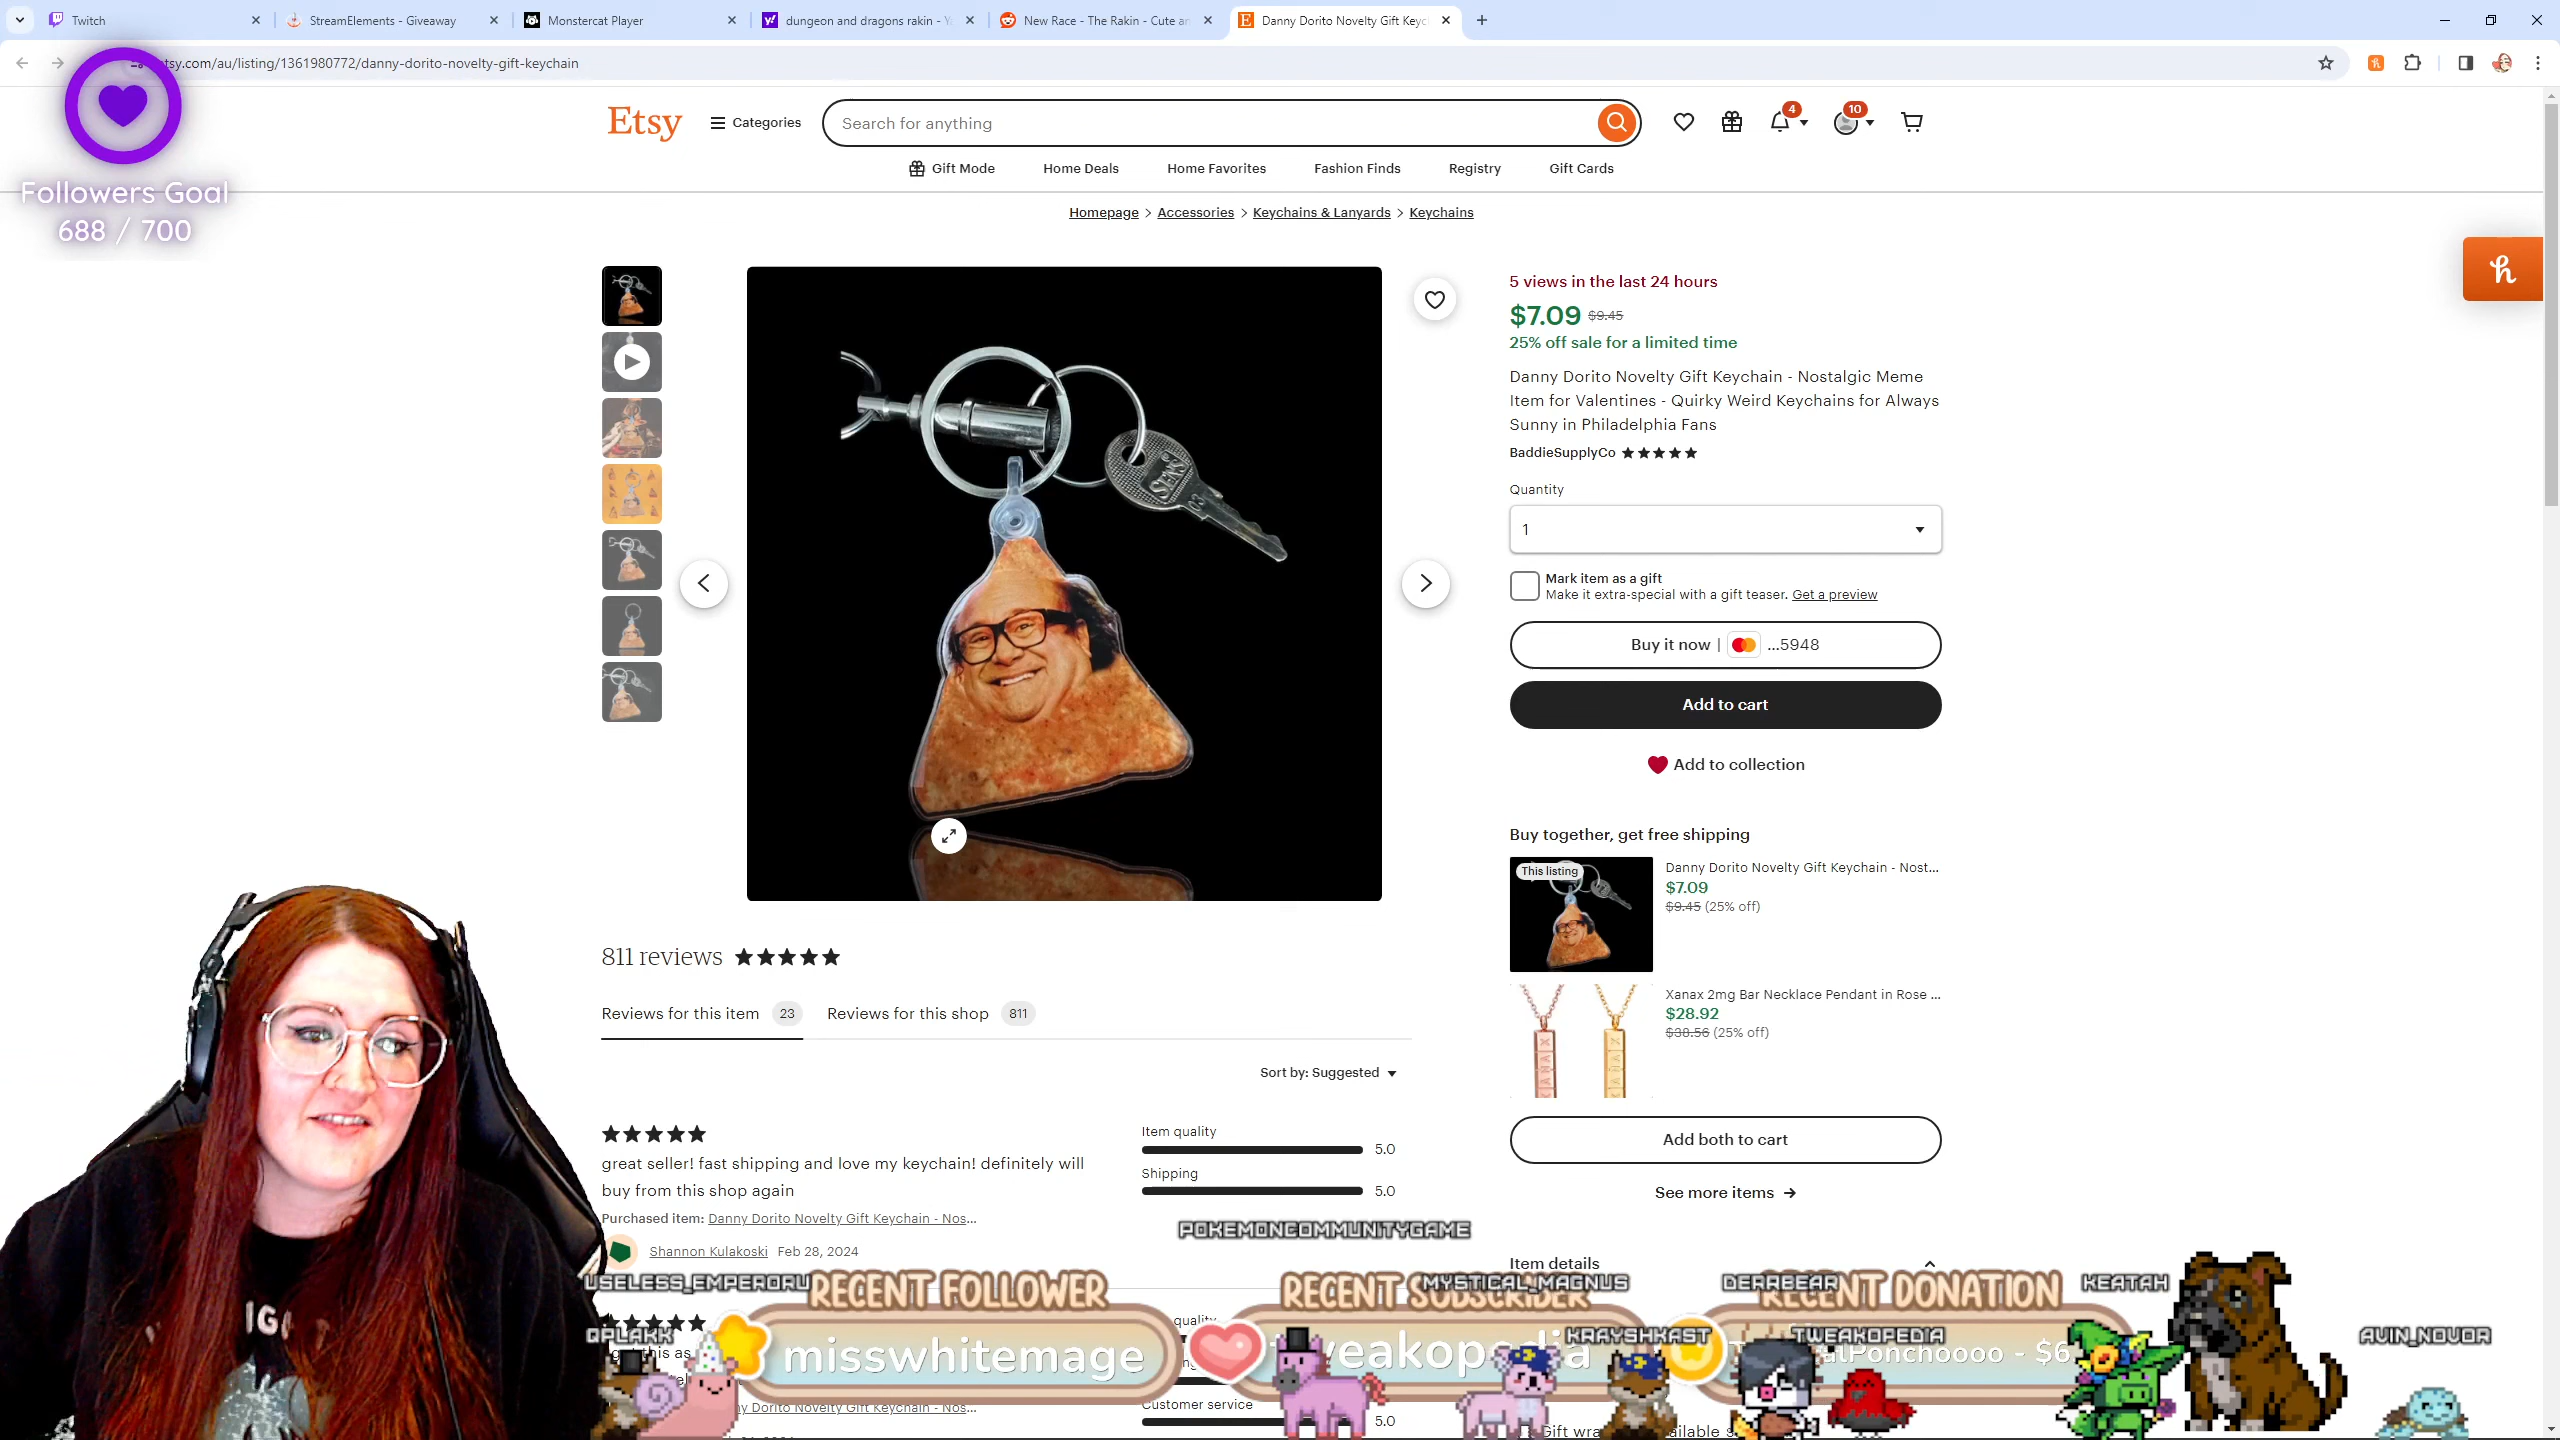 Twitch
StreamElements - Giveaway
Monstercat Player
dungeon and dragons rakin - Y
New Race - The Rakin - Cute an
Danny Dorito Novelty Gift Keyc
tsy.com/au/listing/1361980772/danny-dorito-novelty-gift-keychain
Followers Goal
688 / 700
Etsy
Categories
Search for anything
4
10
Gift Mode
Home Deals
Home Favorites
Fashion Finds
Registry
Gift Cards
Homepage > Accessories > Keychains & Lanyards > Keychains
5 views in the last 24 hours
$7.09 $9.45
25% off sale for a limited time
Danny Dorito Novelty Gift Keychain - Nostalgic Meme
Item for Valentines - Quirky Weird Keychains for Always
Sunny in Philadelphia Fans
BaddieSupplyCo ★★★★★
Quantity
1
Mark item as a gift
Make it extra-special with a gift teaser. Get a preview
Buy it now | ...5948
Add to cart
Add to collection
Buy together, get free shipping
This listing
Danny Dorito Novelty Gift Keychain - Nost...
$7.09
$9.45 (25% off)
Xanax 2mg Bar Necklace Pendant in Rose ...
$28.92
$38.56 (25% off)
Add both to cart
See more items →
Item details
811 reviews ★★★★★
Reviews for this item 23
Reviews for this shop 811
Sort by: Suggested
★★★★★
great seller! fast shipping and love my keychain! definitely will
buy from this shop again
Purchased item: Danny Dorito Novelty Gift Keychain - Nos...
Shannon Kulakoski Feb 28, 2024
Item quality
5.0
Shipping
5.0
POKEMONCOMMUNITYGAME
USELESS_EMPERORU
RECENT FOLLOWER
misswhitemage
RECENT SUBSCRIBER
MYSTICAL_MAGNUS
DERRBEAR
RECENT DONATION
KEATAH
QPLAKK
KRAYSHKAST
TWEAKOPEDIA
AVIN_NOVOR
- $6
this as
Nos...
Customer service
5.0
Gift